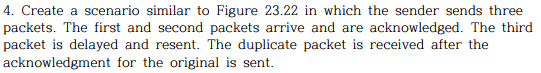 4. Create a scenario similar to Figure 23.22 in which the sender sends three
packets. The first and second packets arrive and are acknowledged. The third
packet is delayed and resent. The duplicate packet is received after the
acknowledgment for the original is sent.